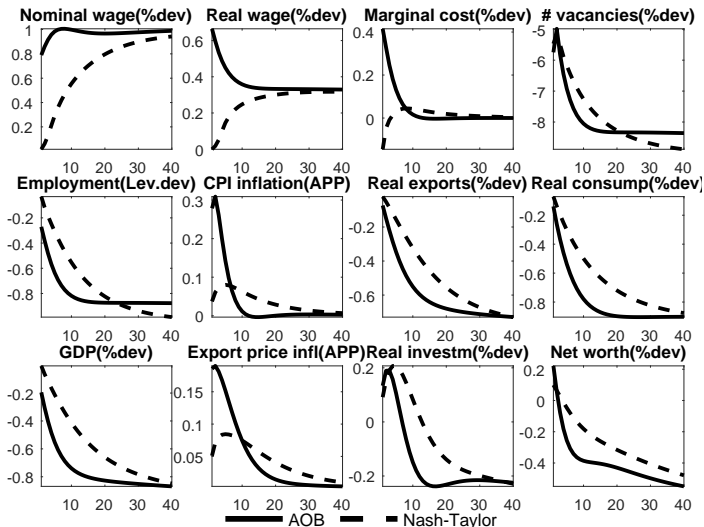 Nominal wage(%dev) Real wage(%dev) Marginal cost(%dev) # vacancies(%dev)
1
0.8
0.6
0.4
0.2
10 20 30 40
0.6
0.4
0.2
0
10 20 30 40
0.4
0.2
0
10 20 30 40
-5
-6
-7
-8
10 20 30 40
Employment(Lev.dev) CPI inflation(APP) Real exports(%dev) Real consump(%dev)
-0.2
-0.4
-0.6
-0.8
10 20 30 40
0.3
0.2
0.1
0
10 20 30 40
-0.2
-0.4
-0.6
10 20 30 40
-0.2
-0.4
-0.6
-0.8
10 20 30 40
GDP(%dev) Export price infl(APP) Real investm(%dev) Net worth(%dev)
-0.2
-0.4
-0.6
-0.8
10 20 30 40
0.15
0.1
0.05
10 20 30 40
0.2
0
-0.2
10 20 30 40
0.2
0
-0.2
-0.4
10 20 30 40
AOB Nash-Taylor